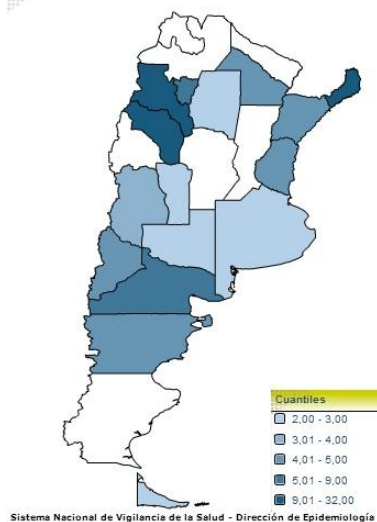 Cuantiles
2,00 - 3,00
3,01 - 4,00
4,01 - 5,00
5,01 - 9,00
9,01 - 32,00
Sistema Nacional de Vigilancia de la Salud - Dirección de Epidemiología